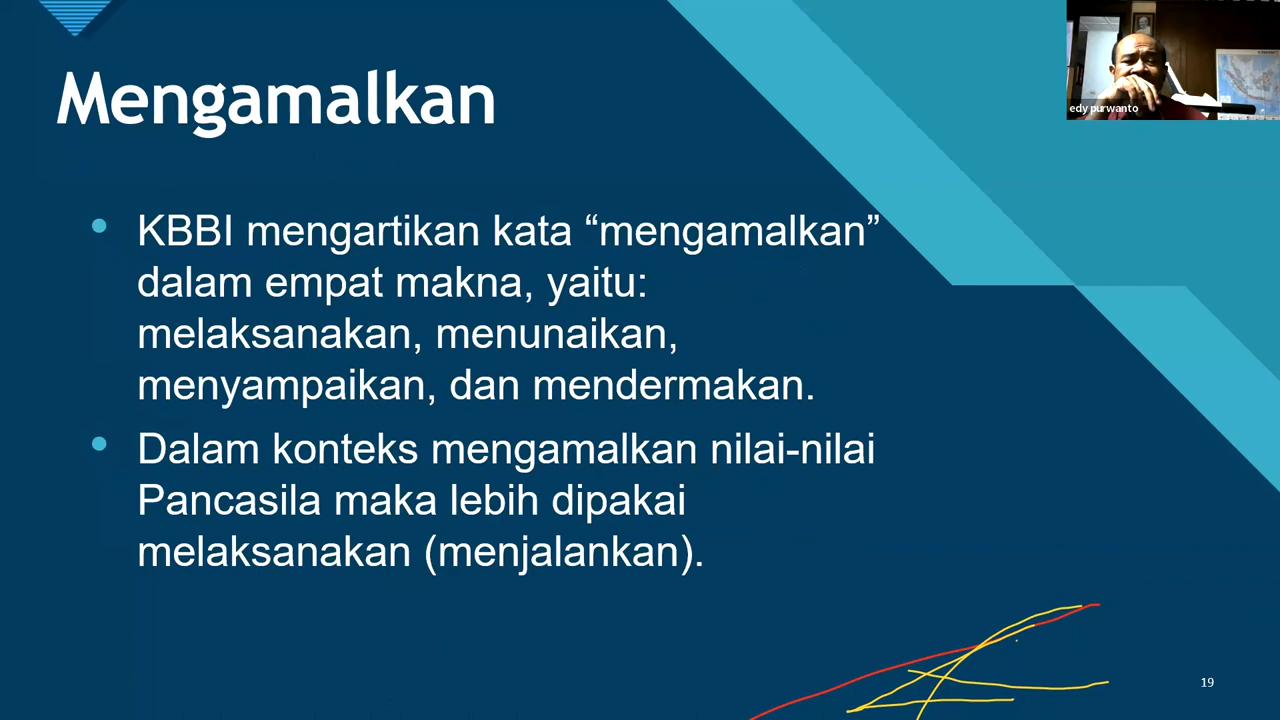 Mengamalkan
edy purwanto
KBBI mengartikan kata “mengamalkan”
dalam empat makna, yaitu:
melaksanakan, menunaikan,
menyampaikan, dan mendermakan.
Dalam konteks mengamalkan nilai-nilai
Pancasila maka lebih dipakai
melaksanakan (menjalankan).
19